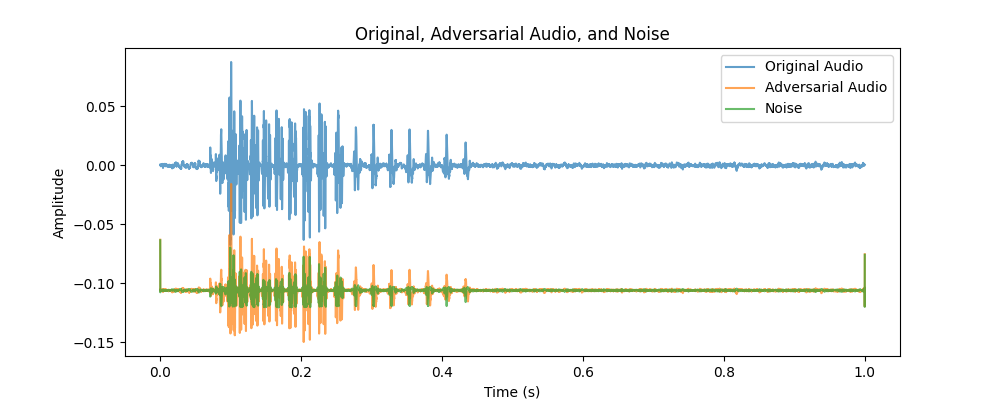 Original, Adversarial Audio, and Noise
Original Audio
Adversarial Audio
Noise
Amplitude
0.05
0.00
−0.05
−0.10
−0.15
0.0 0.2 0.4 0.6 0.8 1.0
Time (s)